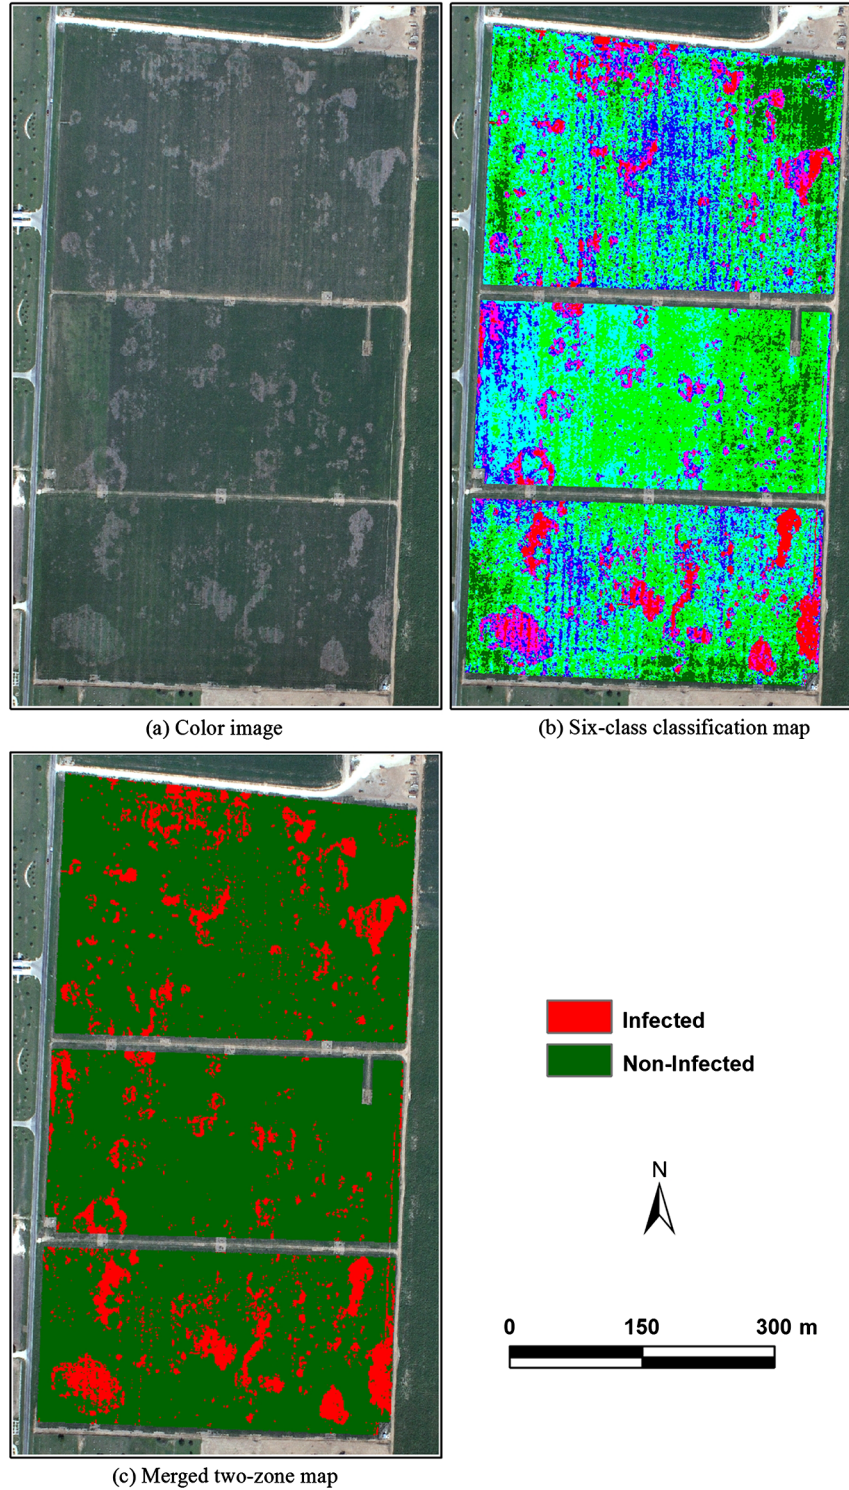 (a) Color image
(b) Six-class classification map
Infected
Non-Infected
N
0 150 300 m
(c) Merged two-zone map